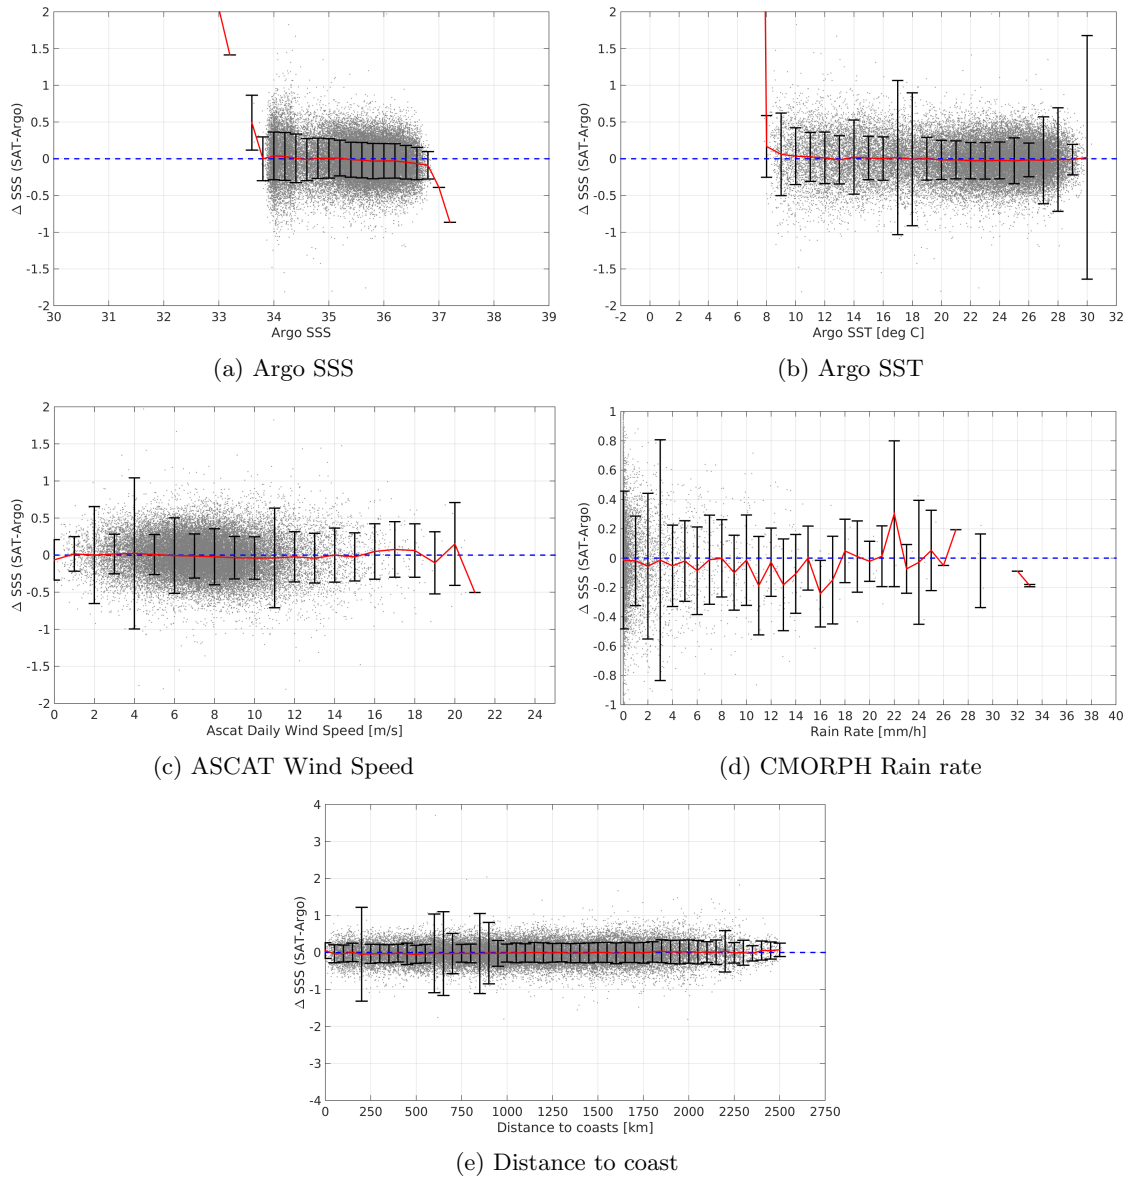 2
1.5
1
0.5
0
-0.5
-1
-1.5
-2
Δ SSS (SAT-Argo)
30 31 32 33 34 35 36 37 38 39
Argo SSS
(a) Argo SSS
2
1.5
1
0.5
0
-0.5
-1
-1.5
-2
Δ SSS (SAT-Argo)
-2 0 2 4 6 8 10 12 14 16 18 20 22 24 26 28 30 32
Argo SST [deg C]
(b) Argo SST
2
1.5
1
0.5
0
-0.5
-1
-1.5
-2
Δ SSS (SAT-Argo)
0 2 4 6 8 10 12 14 16 18 20 22 24
Ascat Daily Wind Speed [m/s]
(c) ASCAT Wind Speed
1
0.8
0.6
0.4
0.2
0
-0.2
-0.4
-0.6
-0.8
-1
Δ SSS (SAT-Argo)
0 2 4 6 8 10 12 14 16 18 20 22 24 26 28 30 32 34 36 38 40
Rain Rate [mm/h]
(d) CMORPH Rain rate
4
3
2
1
0
-1
-2
-3
-4
Δ SSS (SAT-Argo)
0 250 500 750 1000 1250 1500 1750 2000 2250 2500 2750
Distance to coasts [km]
(e) Distance to coast